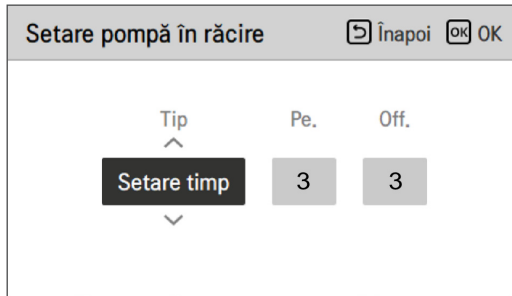 Setare pompă în răcire Înapoi OK OK
Tip Pe. Off.
Setare timp 3 3